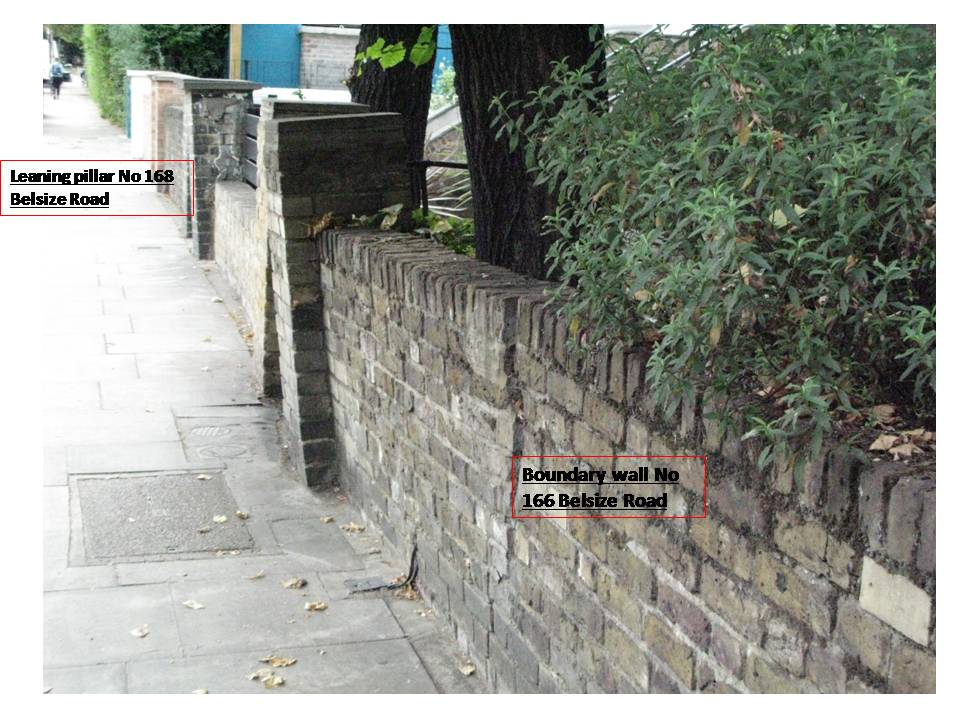 Leaning pillar No 168
Belsize Road
Boundary wall No
166 Belsize Road